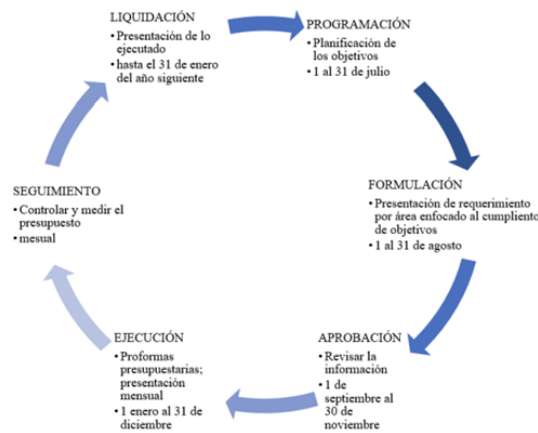 LIQUIDACIÓN
• Presentación de lo
ejecutado
• hasta el 31 de enero
del año siguiente
PROGRAMACIÓN
• Planificación de
los objetivos
• 1 al 31 de julio
FORMULACIÓN
• Presentación de requerimiento
por área enfocado al cumpliento
de objetivos
• 1 al 31 de agosto
APROBACIÓN
• Revisar la
información
• 1 de
septiembre al
30 de
noviembre
EJECUCIÓN
• Proformas
presupuestarias;
presentación
mensual
• 1 enero al 31 de
diciembre
SEGUIMIENTO
• Controlar y medir el
presupuesto
• mesual